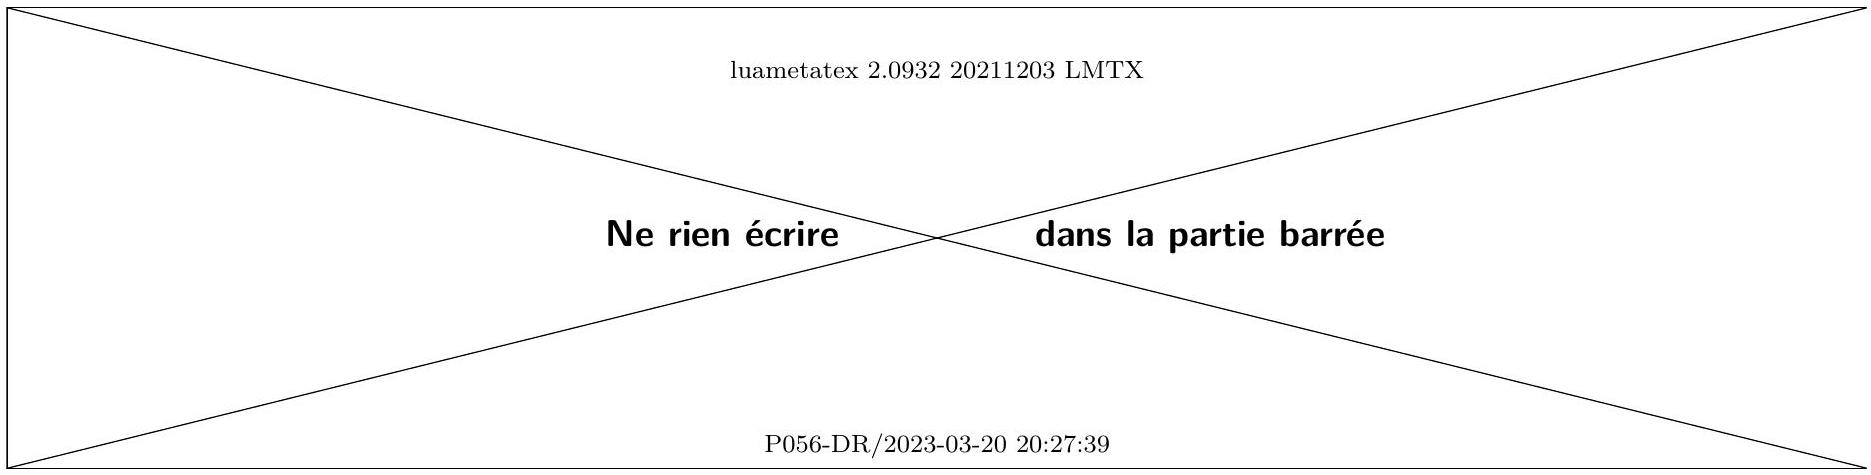 luametatex 2.0932 20211203 LMTX
Ne rien écrire dans la partie barrée
P056-DR/2023-03-20 20:27:39